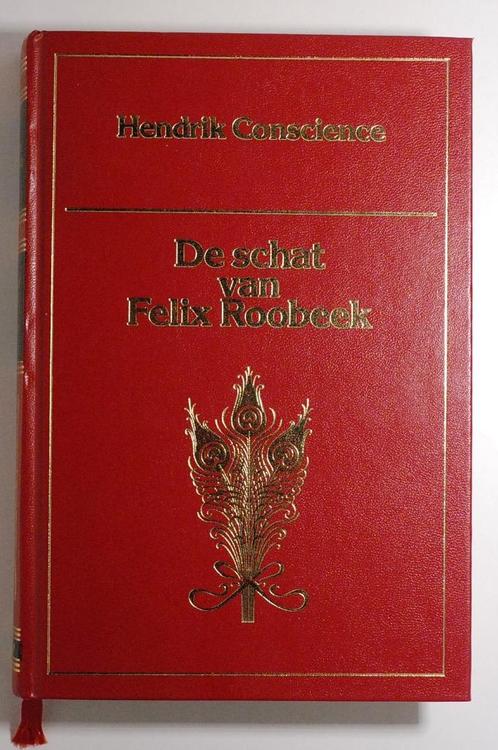 Hendrik Conscience
De schat
van
Felix Roobeek